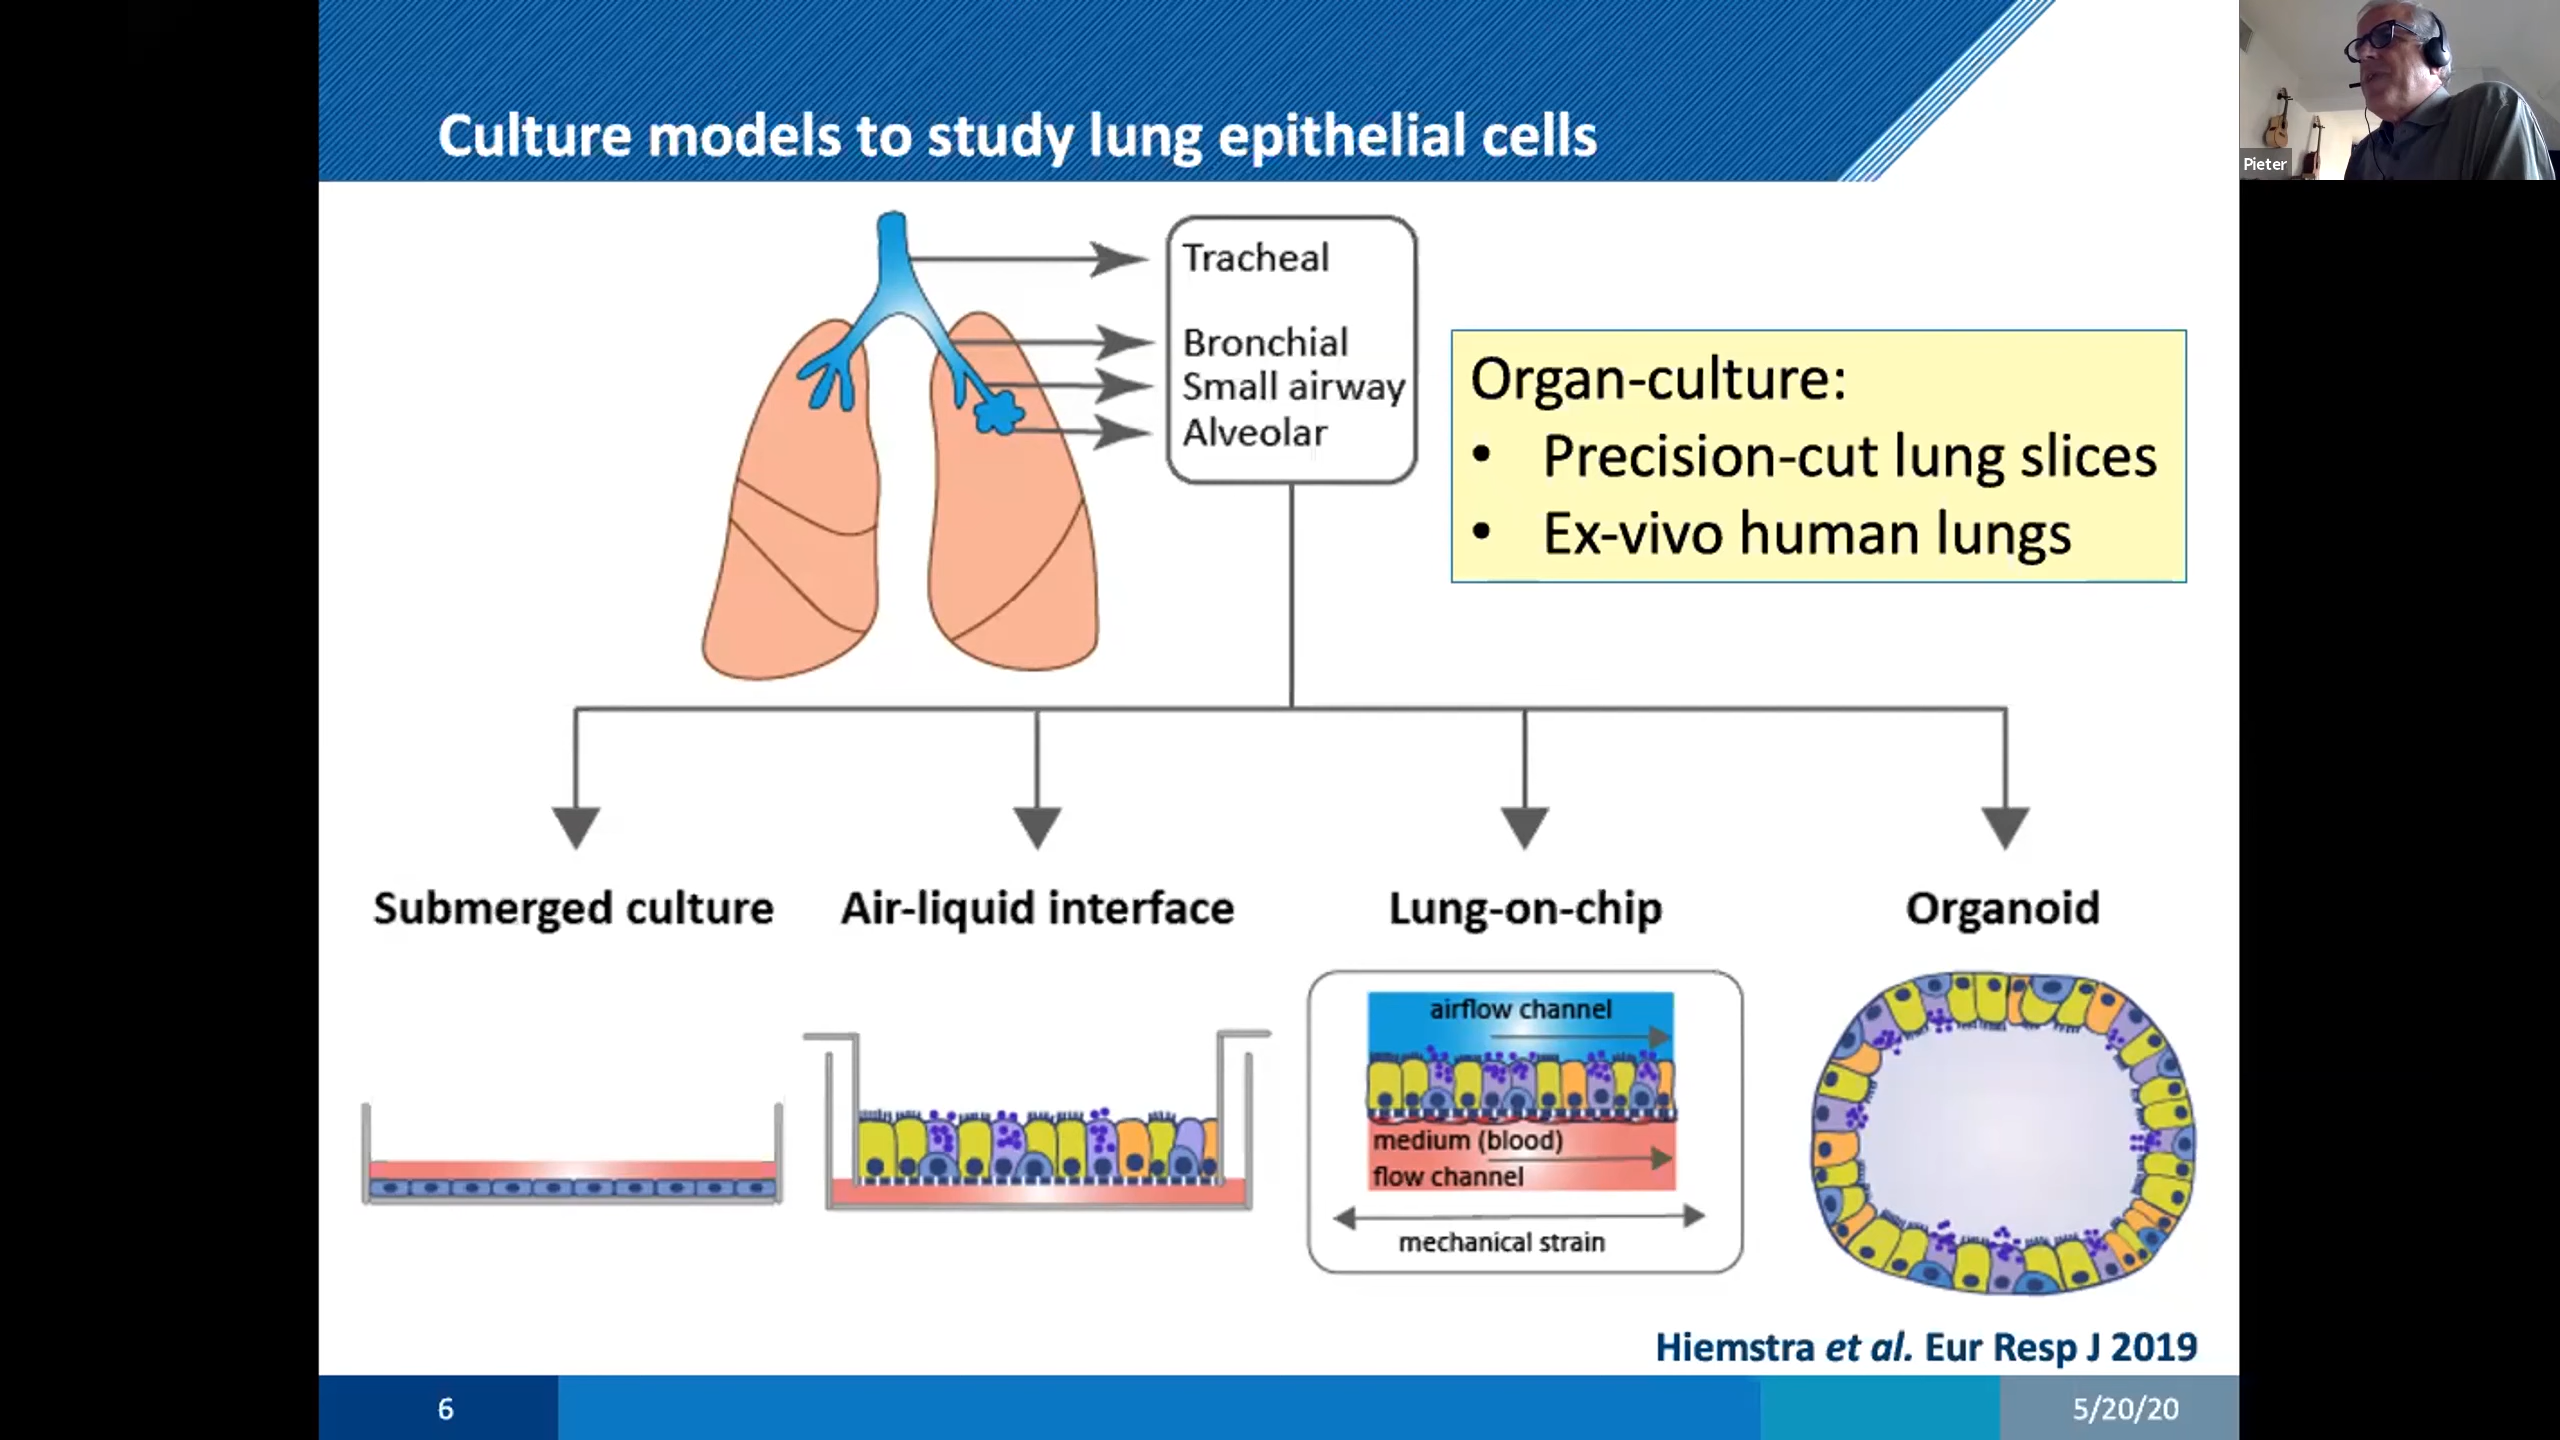 Culture models to study lung epithelial cells
Pieter
Tracheal
Bronchial
Small airway
Alveolar
Organ-culture:
• Precision-cut lung slices
• Ex-vivo human lungs
Submerged culture
Air-liquid interface
Lung-on-chip
Organoid
airflow channel
medium (blood)
flow channel
mechanical strain
Hiemstra et al. Eur Resp J 2019
6
5/20/20